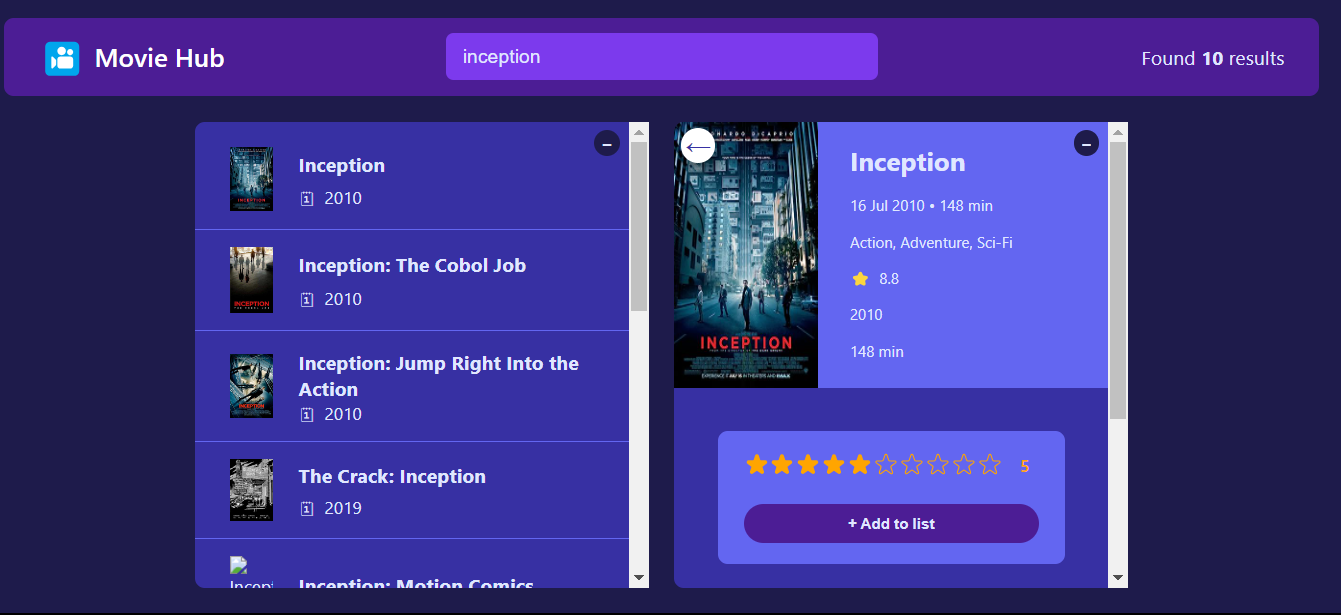 Movie Hub
inception
Found 10 results
Inception
2010
Inception: The Cobol Job
2010
Inception: Jump Right Into the
Action
2010
The Crack: Inception
2019
Incept
Inception: Motion Comics
INCEPTION
Inception
16 Jul 2010 • 148 min
Action, Adventure, Sci-Fi
8.8
2010
148 min
5
+ Add to list